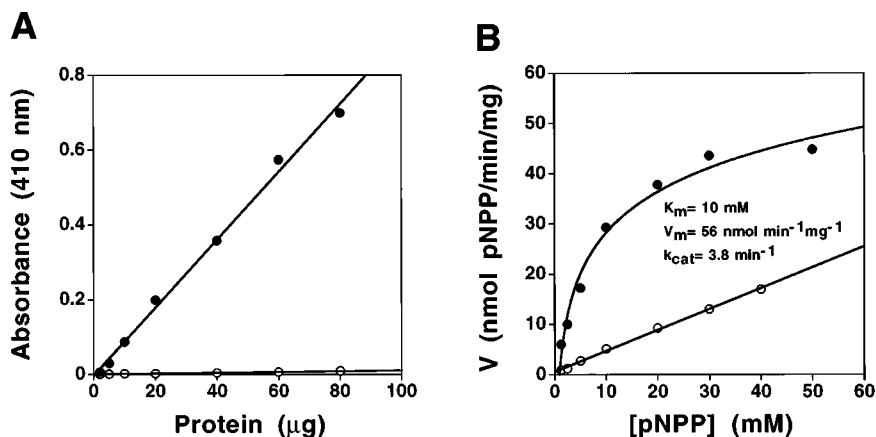 A
Absorbance (410 nm)
0.8
0.6
0.4
0.2
0
0 20 40 60 80 100
Protein (μg)
B
V (nmol pNPP/min/mg)
60
50
40
30
20
10
0
Km= 10 mM
Vm= 56 nmol min⁻¹mg⁻¹
kcat= 3.8 min⁻¹
0 10 20 30 40 50 60
[pNPP] (mM)